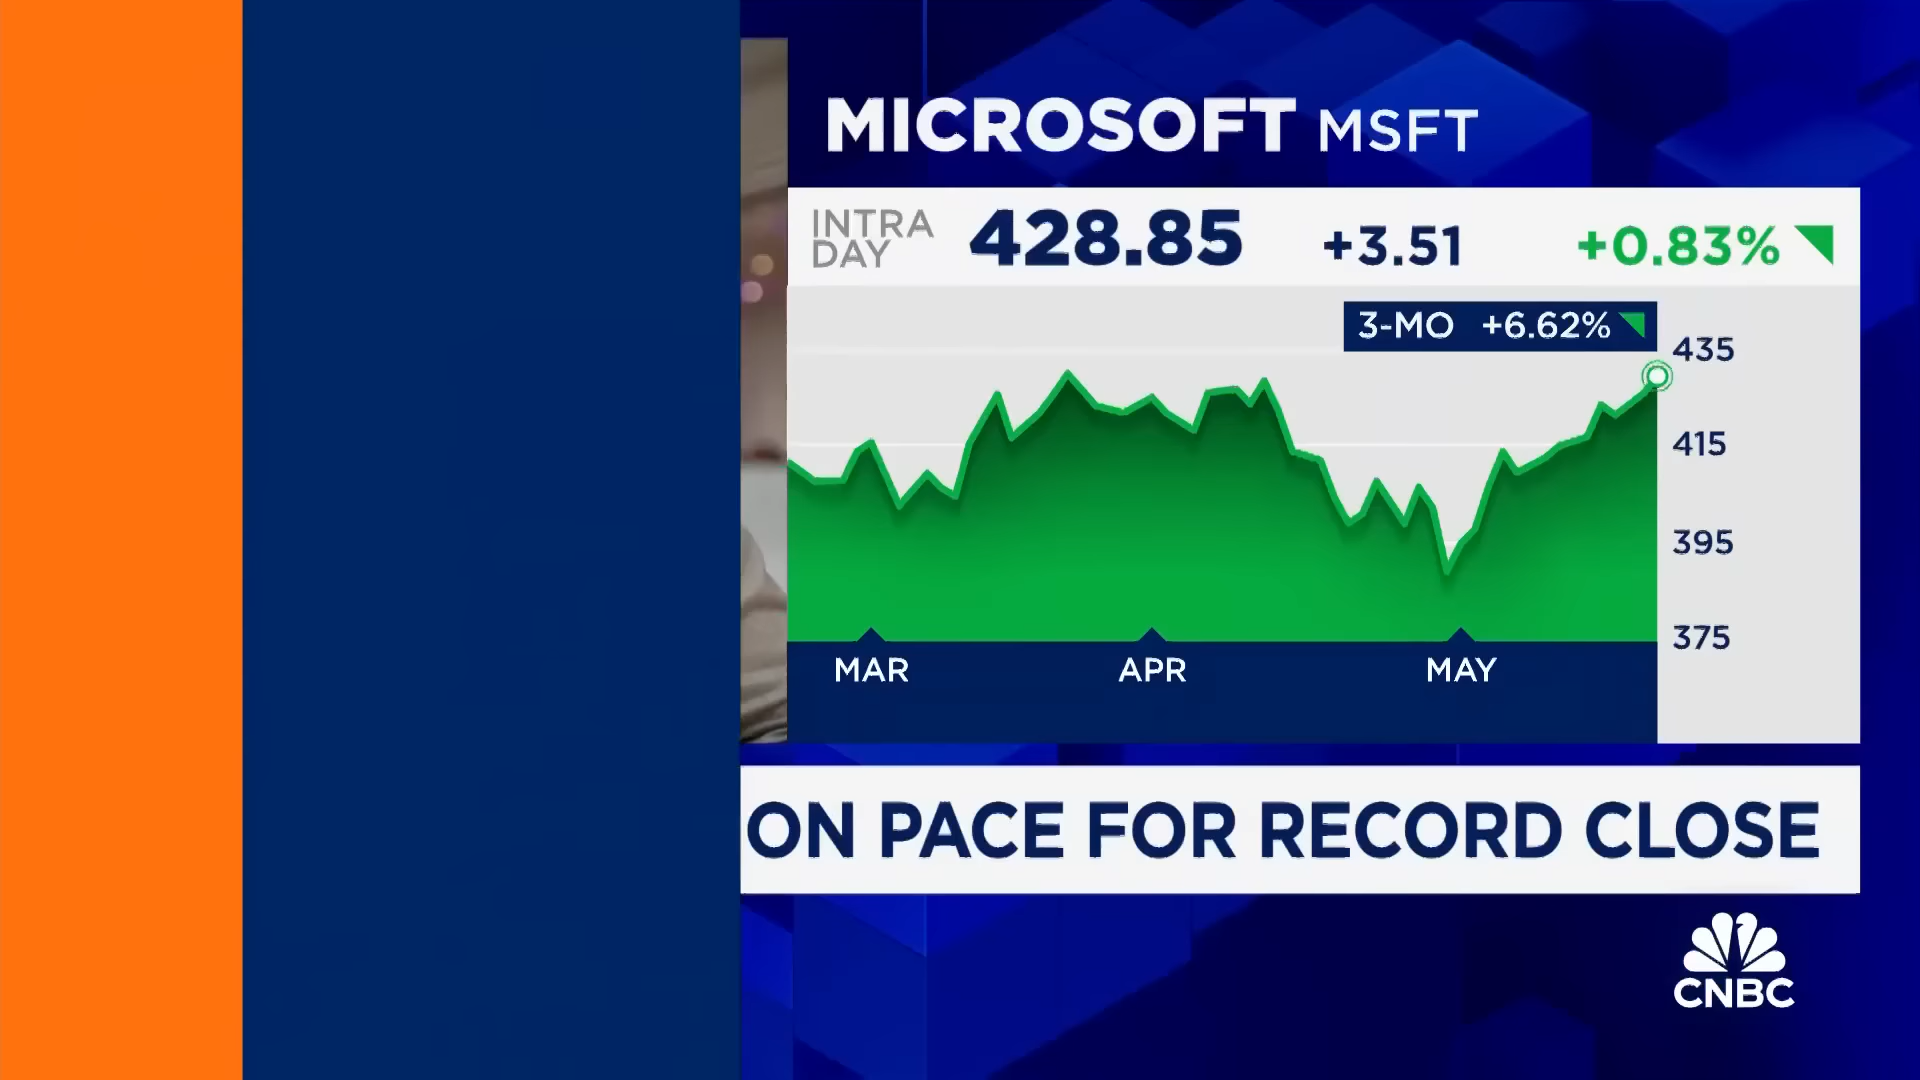 MICROSOFT MSFT
INTRA DAY 428.85 +3.51 +0.83%
3-MO +6.62%
435
415
395
375
MAR APR MAY
ON PACE FOR RECORD CLOSE
CNBC